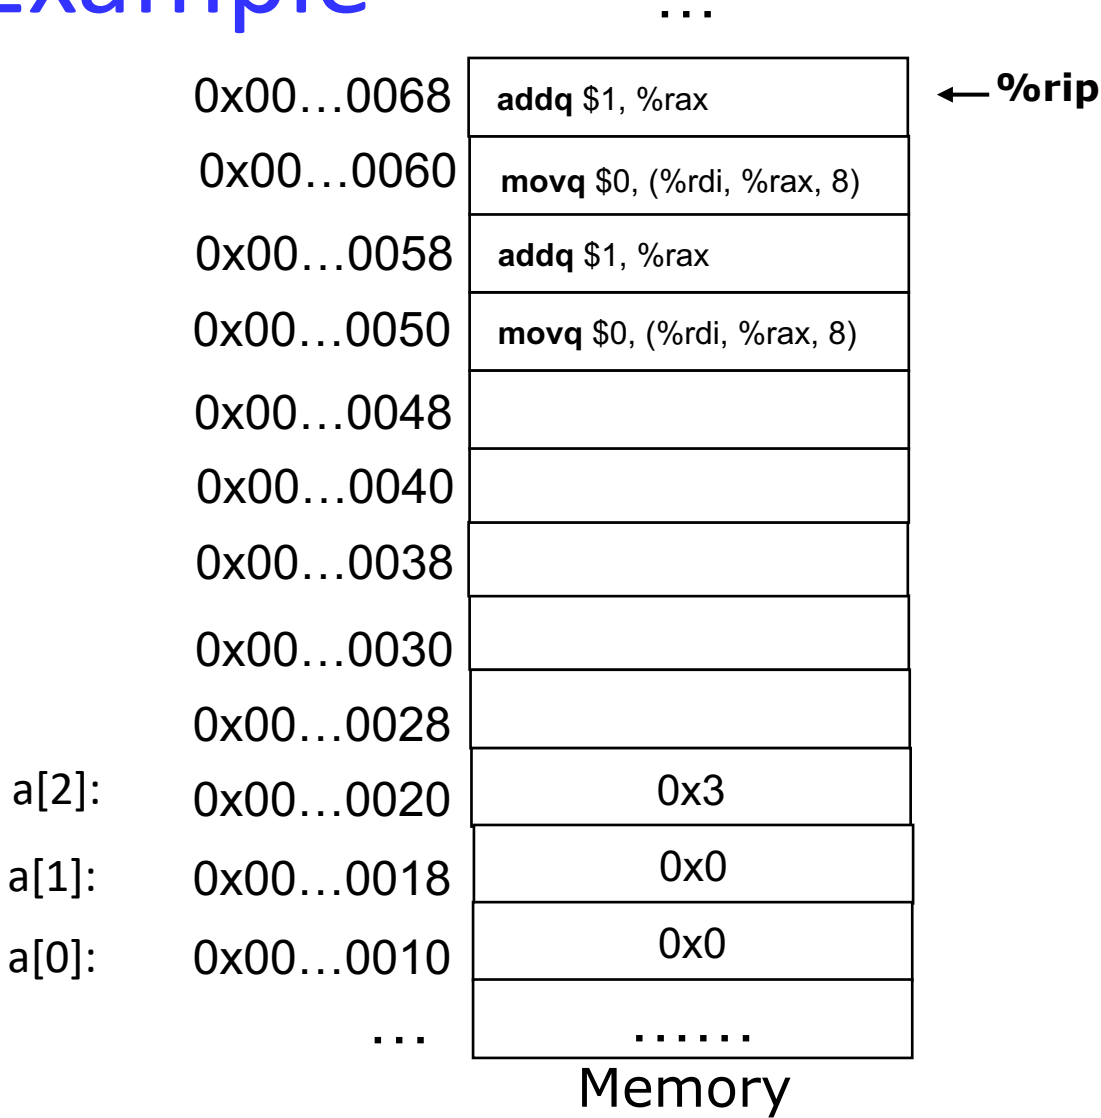 Example
...
0x00...0068 addq $1, %rax %rip
0x00...0060 movq $0, (%rdi, %rax, 8)
0x00...0058 addq $1, %rax
0x00...0050 movq $0, (%rdi, %rax, 8)
0x00...0048
0x00...0040
0x00...0038
0x00...0030
0x00...0028
a[2]: 0x00...0020 0x3
a[1]: 0x00...0018 0x0
a[0]: 0x00...0010 0x0
... ......
Memory